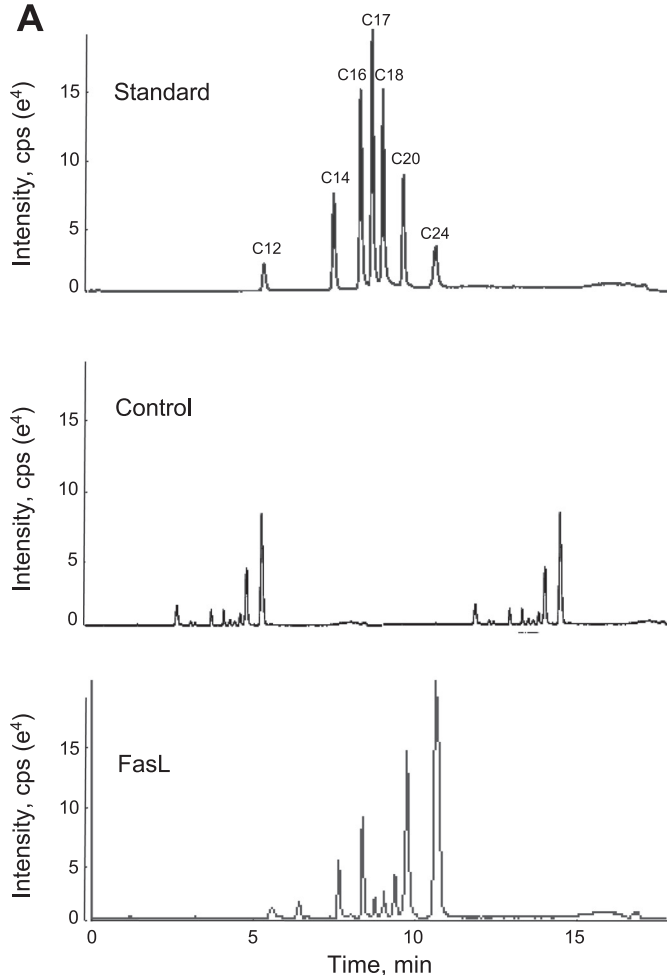 A
Standard
Intensity, cps (e⁴)
15
10
5
0
C12
C14
C16
C17
C18
C20
C24
Control
Intensity, cps (e⁴)
15
10
5
0
FasL
Intensity, cps (e⁴)
15
10
5
0
0 5 10 15
Time, min